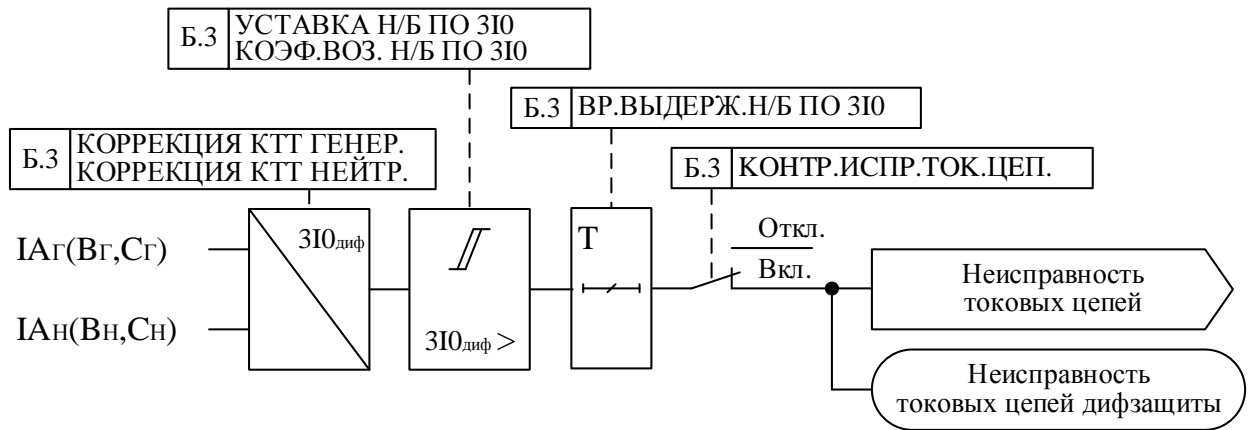 Б.3 УСТАВКА Н/Б ПО 3I0
КОЭФ.ВОЗ. Н/Б ПО 3I0
Б.3 ВР.ВЫДЕРЖ.Н/Б ПО 3I0
Б.3 КОРРЕКЦИЯ КТТ ГЕНЕР.
КОРРЕКЦИЯ КТТ НЕЙТР.
Б.3 КОНТР.ИСПР.ТОК.ЦЕП.
IAг(Вг,Сг)
IAн(Вн,Сн)
3I0диф
3I0диф >
T
Откл.
Вкл.
Неисправность
токовых цепей
Неисправность
токовых цепей дифзащиты